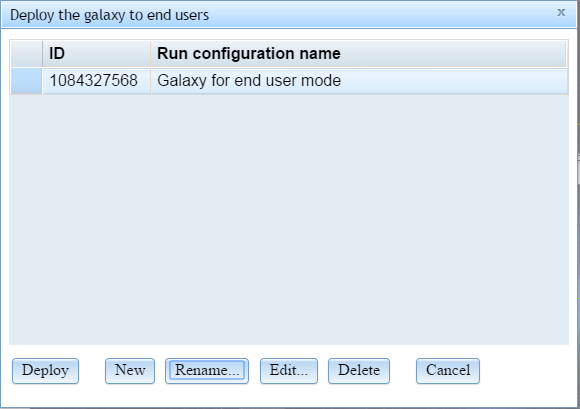 Deploy the galaxy to end users x
ID Run configuration name
1084327568 Galaxy for end user mode
Deploy New Rename... Edit... Delete Cancel